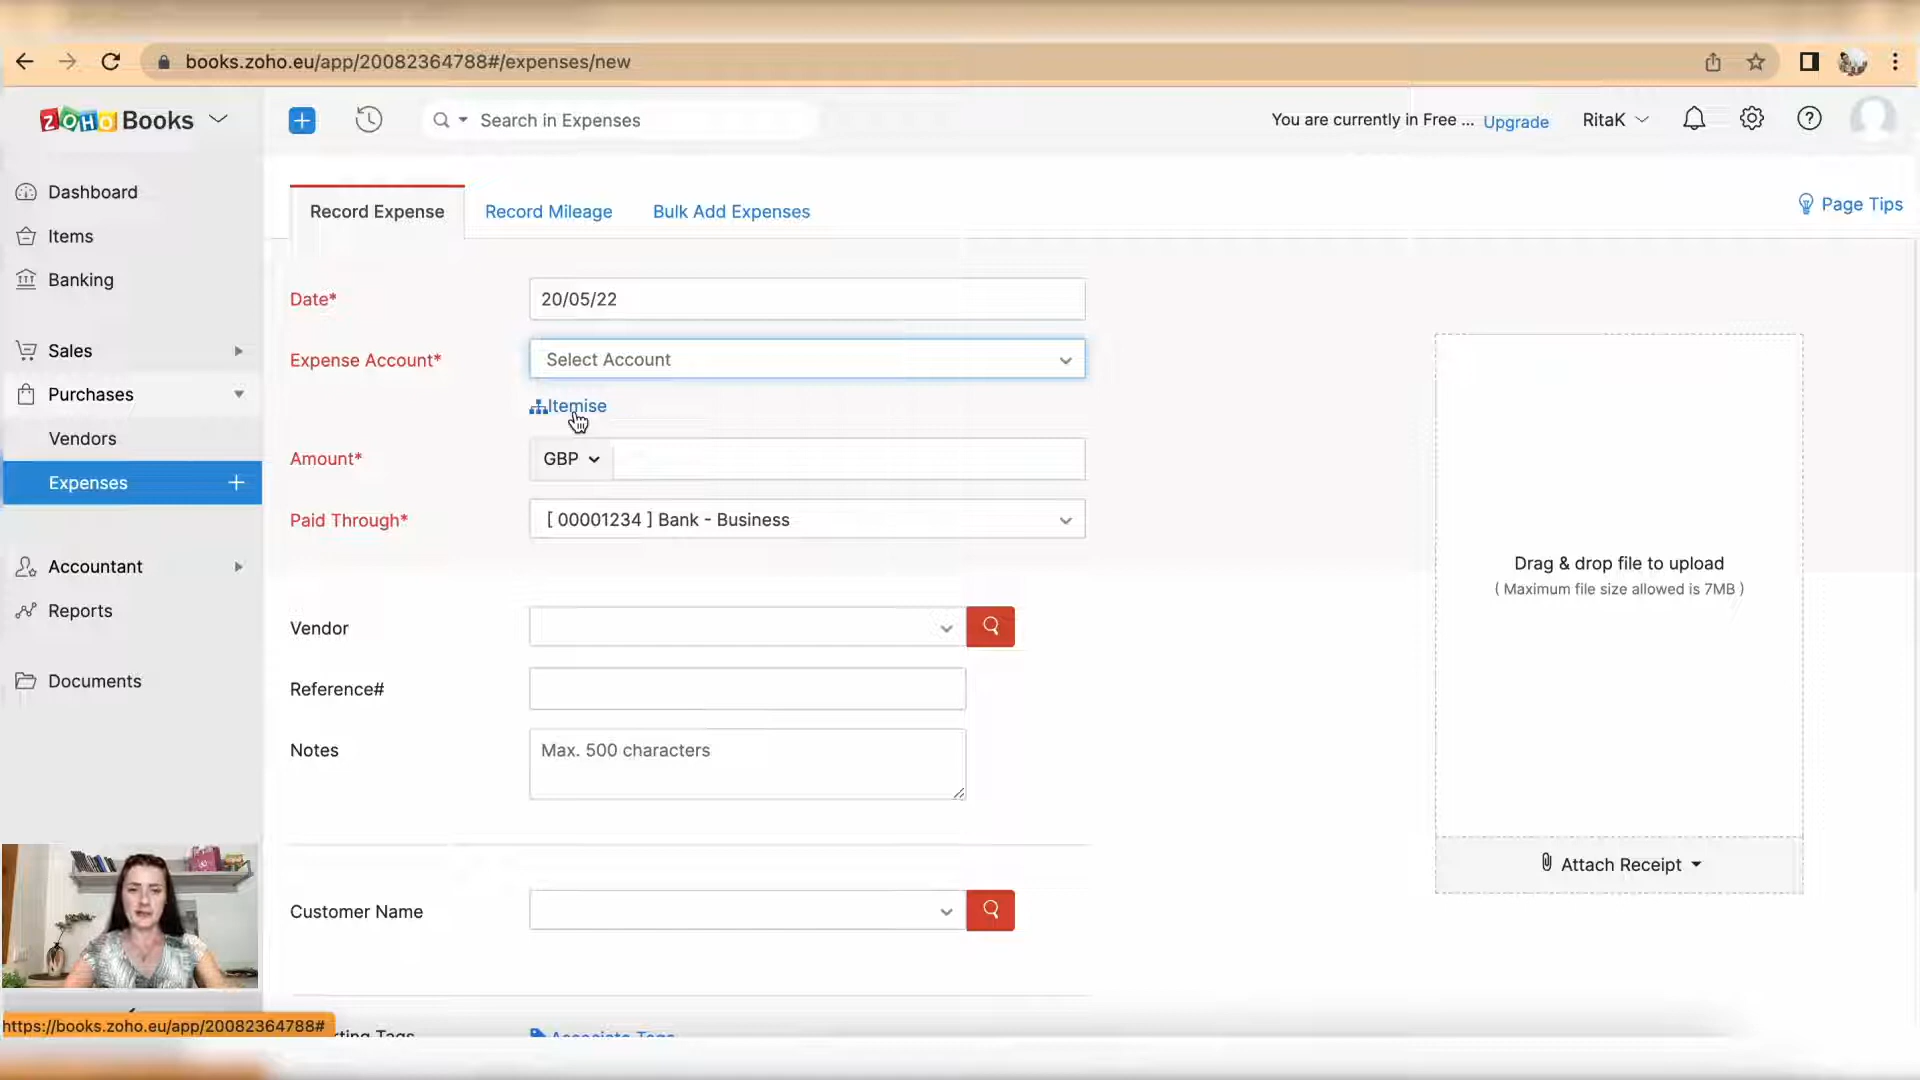 books.zoho.eu/app/20082364788#/expenses/new
ZOHO Books
Search in Expenses
You are currently in Free ... Upgrade
RitaK
Dashboard
Items
Banking
Sales
Purchases
Vendors
Expenses
Accountant
Reports
Documents
Record Expense
Record Mileage
Bulk Add Expenses
Page Tips
Date*
20/05/22
Expense Account*
Select Account
Itemise
Amount*
GBP
Paid Through*
[ 00001234 ] Bank - Business
Vendor
Reference#
Notes
Max. 500 characters
Customer Name
Drag & drop file to upload
( Maximum file size allowed is 7MB )
Attach Receipt
https://books.zoho.eu/app/20082364788#
Associate Tags